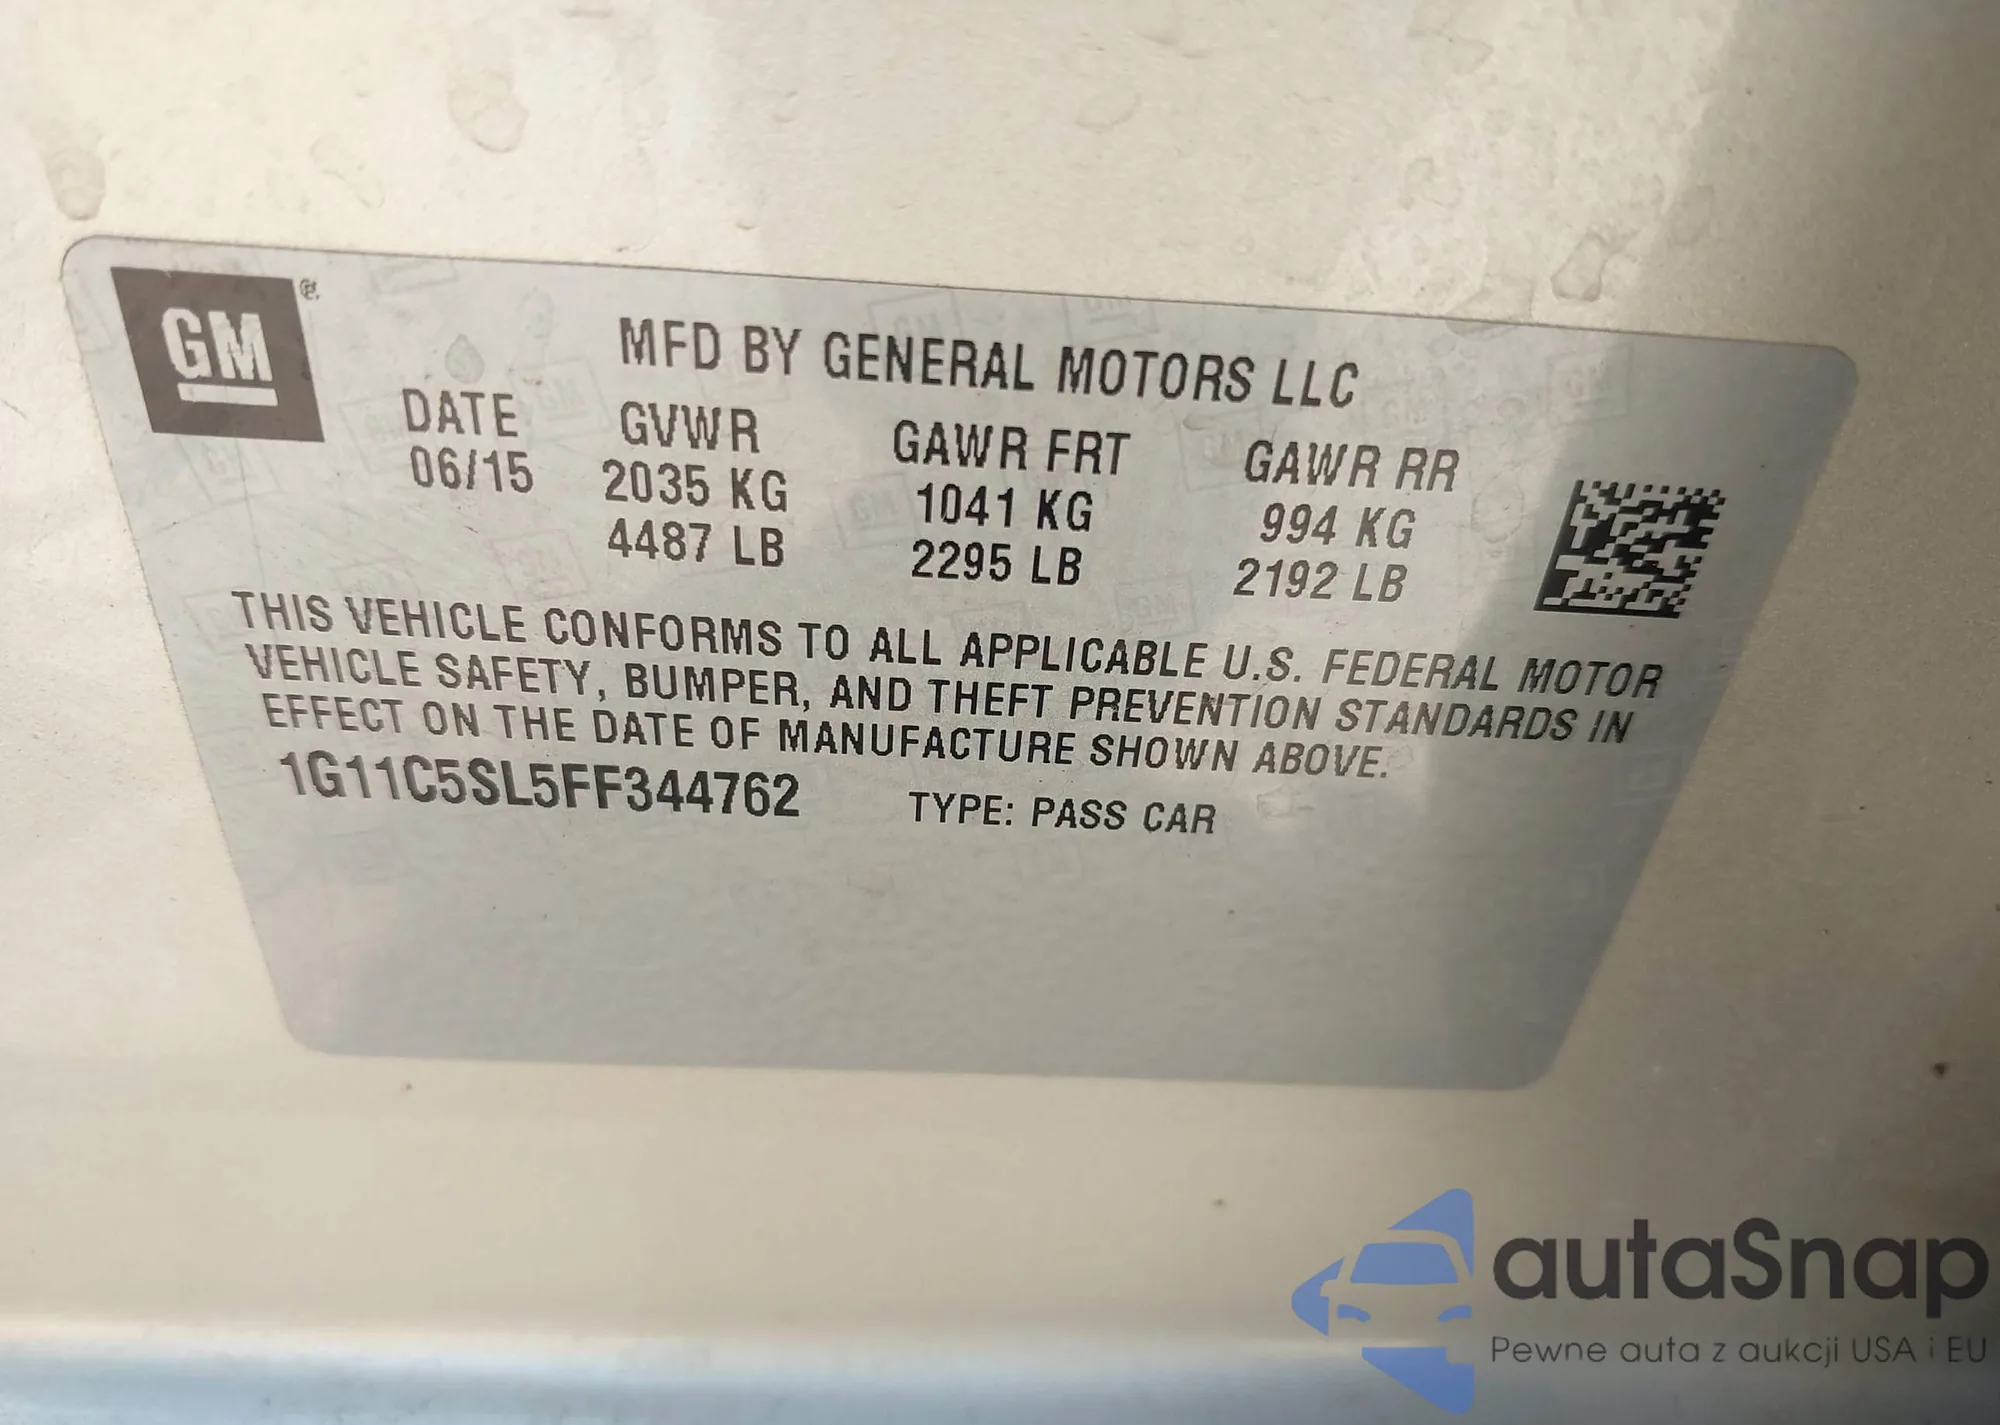 GM
MFD BY GENERAL MOTORS LLC
DATE GVWR GAWR FRT GAWR RR
06/15 2035 KG 1041 KG 994 KG
4487 LB 2295 LB 2192 LB
THIS VEHICLE CONFORMS TO ALL APPLICABLE U.S. FEDERAL MOTOR
VEHICLE SAFETY, BUMPER, AND THEFT PREVENTION STANDARDS IN
EFFECT ON THE DATE OF MANUFACTURE SHOWN ABOVE.
1G11C5SL5FF344762 TYPE: PASS CAR
autaSnap
Pewne auta z aukcji USA i EU